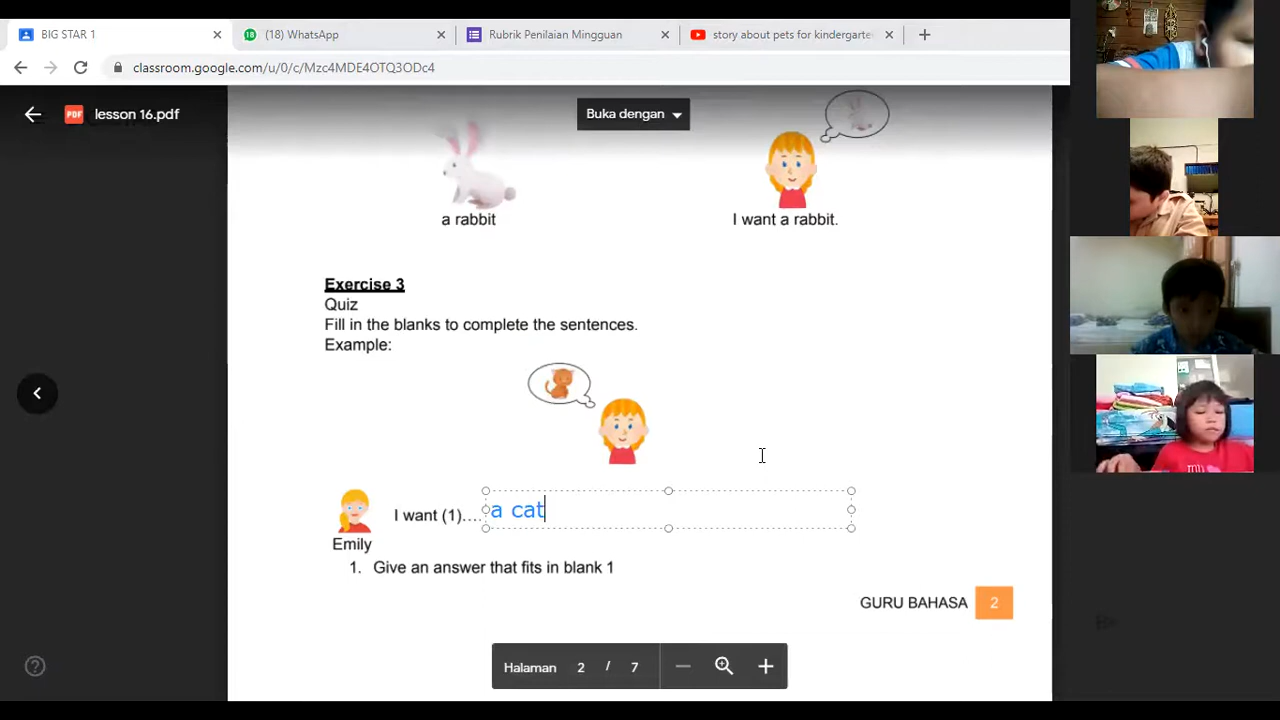 BIG STAR 1
(18) WhatsApp
Rubrik Penilaian Mingguan
story about pets for kindergarte
classroom.google.com/u/0/c/Mzc4MDE4OTQ3ODc4
PDF lesson 16.pdf
Buka dengan
a rabbit
I want a rabbit.
Exercise 3
Quiz
Fill in the blanks to complete the sentences.
Example:
I want (1).... a cat
Emily
1. Give an answer that fits in blank 1
GURU BAHASA 2
Halaman 2 / 7